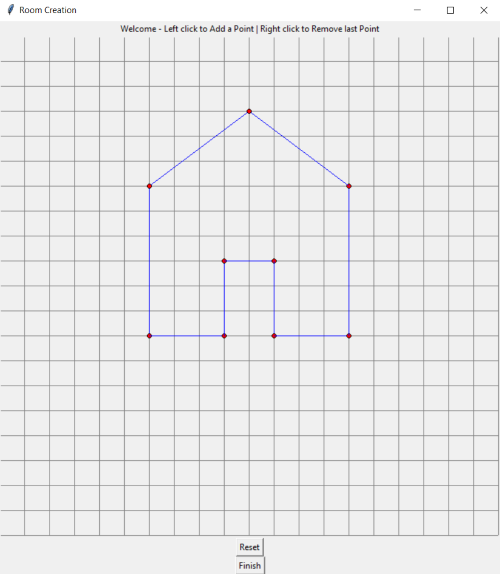 Room Creation
Welcome - Left click to Add a Point | Right click to Remove last Point
Reset
Finish